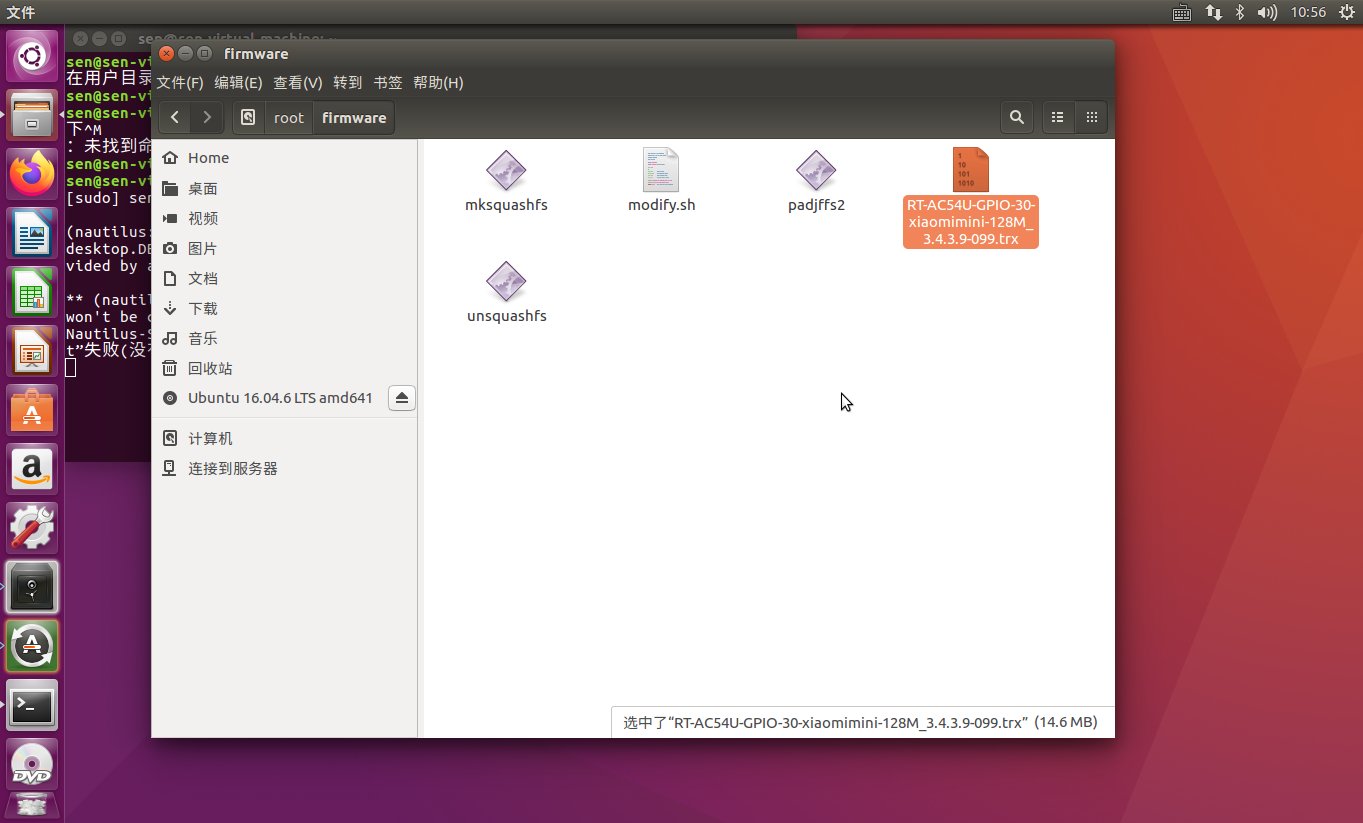 文件
10:56
sen@sen-virtual-machine: ~
firmware
文件(F) 编辑(E) 查看(V) 转到 书签 帮助(H)
root
firmware
sen@sen-vi
在用户目录
sen@sen-vi
sen@sen-vi
下^M
: 未找到命
sen@sen-vi
sen@sen-vi
[sudo] sen
(nautilus:
desktop.DE
vided by a
** (nautil
won't be c
Nautilus-S
t”失败(没有
Home
桌面
视频
图片
文档
下载
音乐
回收站
Ubuntu 16.04.6 LTS amd641
计算机
连接到服务器
mksquashfs
modify.sh
padjffs2
1
10
101
1010
RT-AC54U-GPIO-30-
xiaomimini-128M_
3.4.3.9-099.trx
unsquashfs
选中了“RT-AC54U-GPIO-30-xiaomimini-128M_3.4.3.9-099.trx” (14.6 MB)
a
>_
DVD